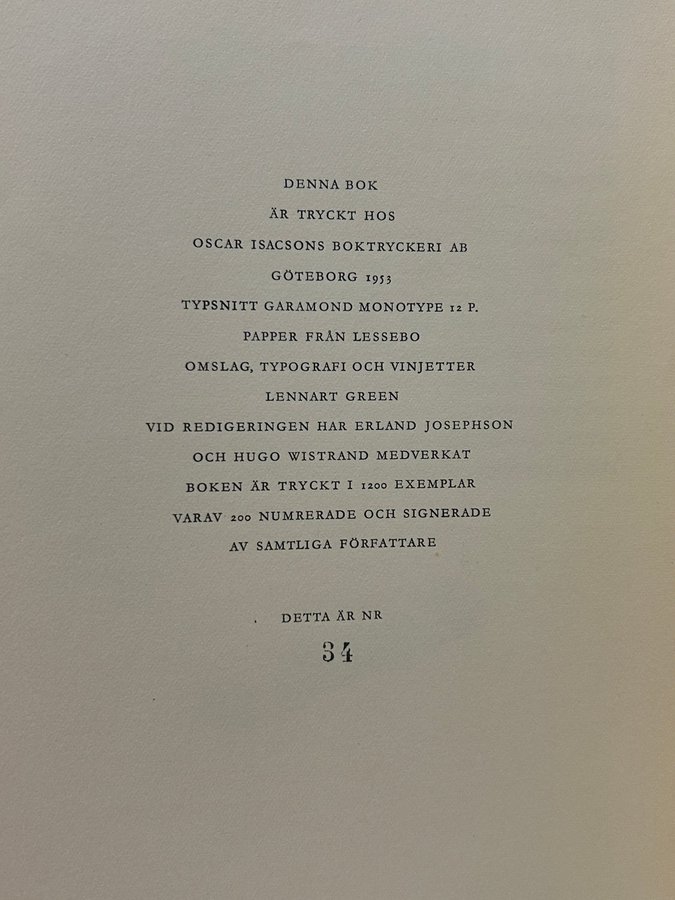 DENNA BOK
ÄR TRYCKT HOS
OSCAR ISACSONS BOKTRYCKERI AB
GÖTEBORG 1953
TYPSNITT GARAMOND MONOTYPE 12 P.
PAPPER FRÅN LESSEBO
OMSLAG, TYPOGRAFI OCH VINJETTER
LENNART GREEN
VID REDIGERINGEN HAR ERLAND JOSEPHSON
OCH HUGO WISTRAND MEDVERKAT
BOKEN ÄR TRYCKT I 1200 EXEMPLAR
VARAV 200 NUMRERADE OCH SIGNERADE
AV SAMTLIGA FÖRFATTARE
DETTA ÄR NR
34